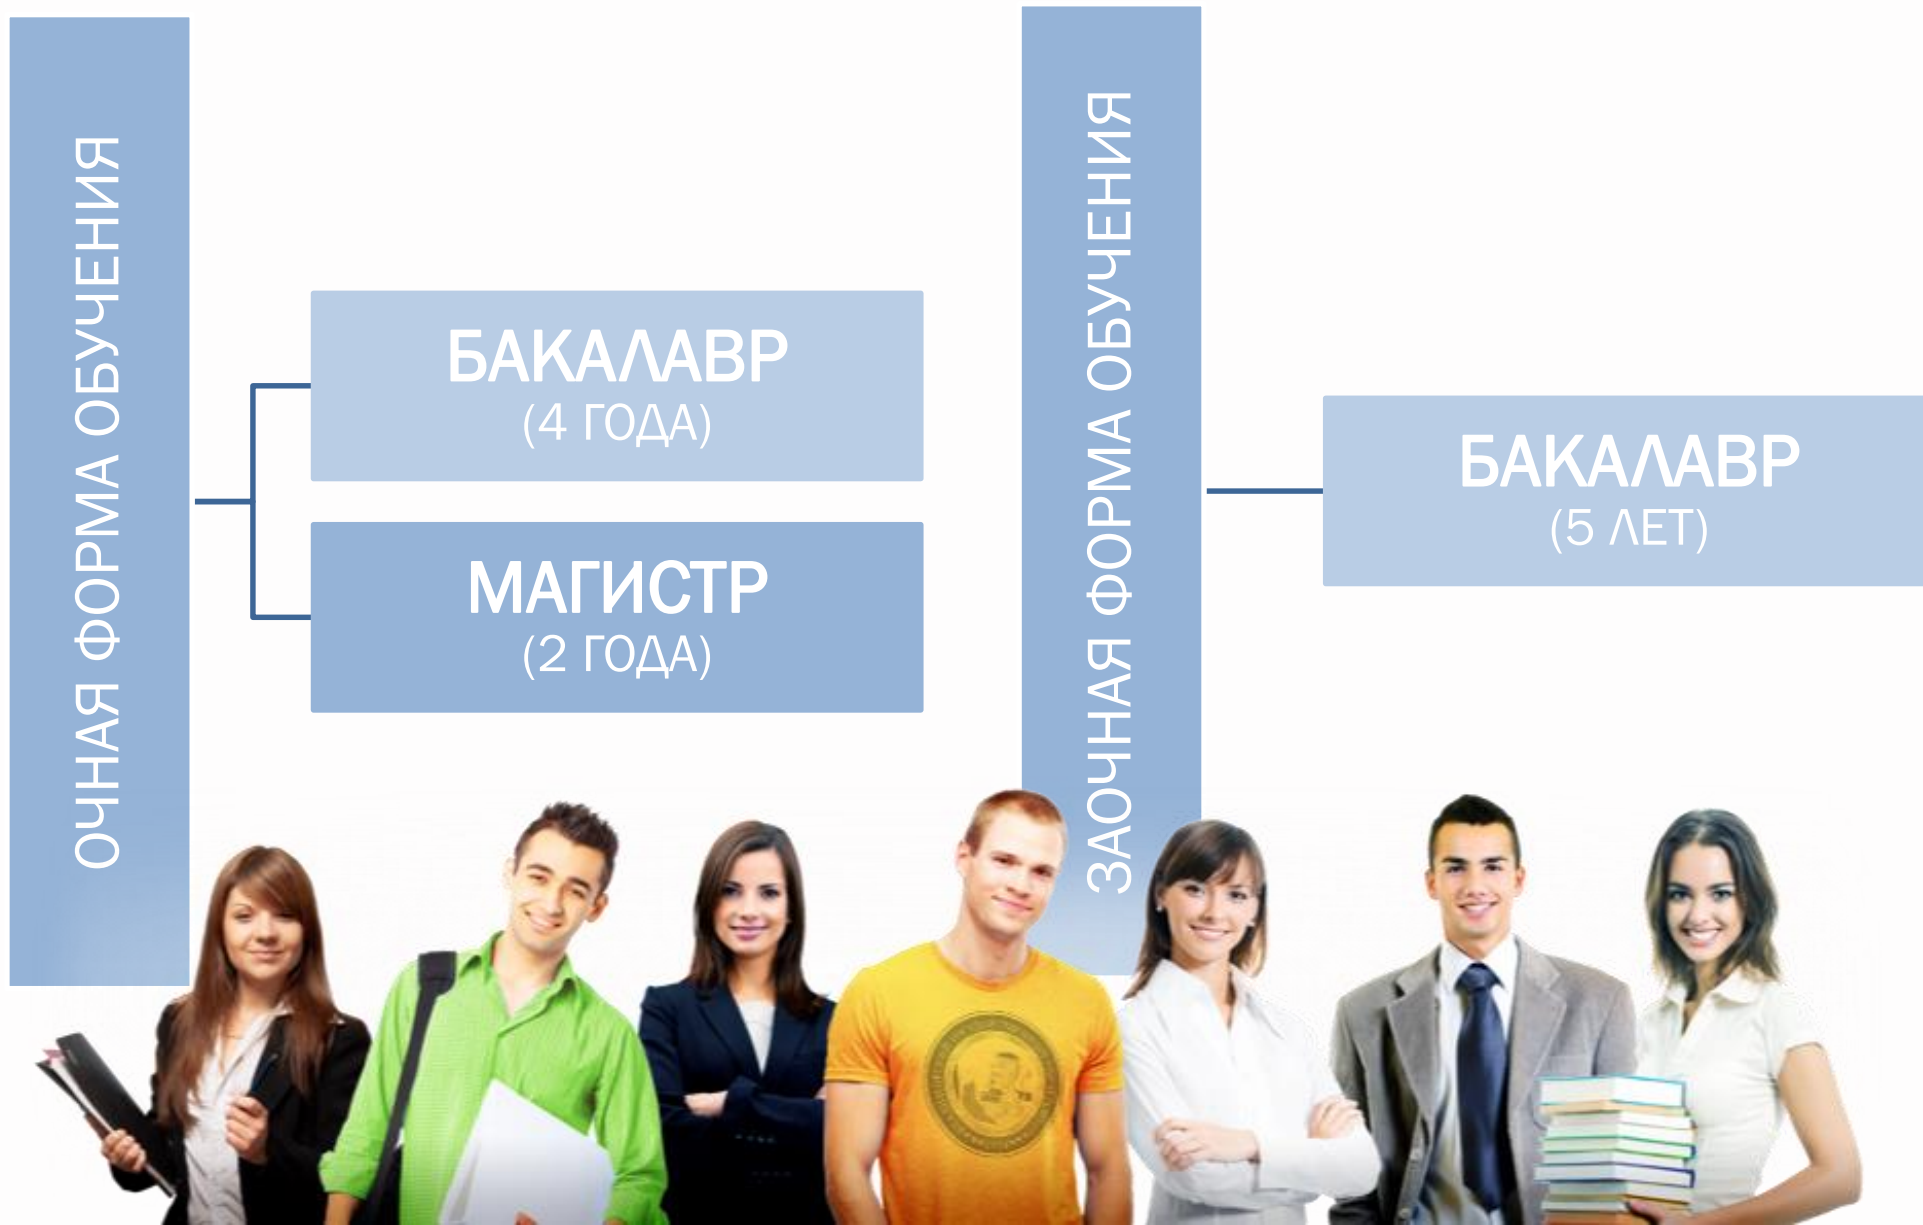 ОЧНАЯ ФОРМА ОБУЧЕНИЯ
БАКАЛАВР
(4 ГОДА)
МАГИСТР
(2 ГОДА)
ЗАОЧНАЯ ФОРМА ОБУЧЕНИЯ
БАКАЛАВР
(5 ЛЕТ)